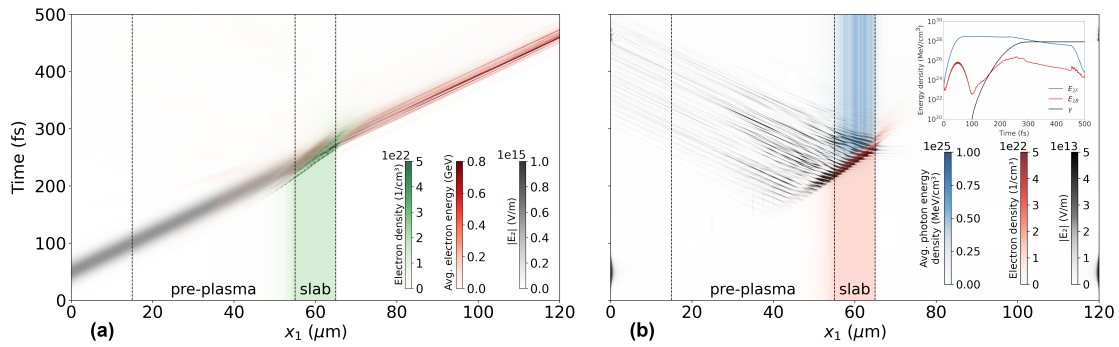 500
400
300
200
100
0
Time (fs)
0
20
40
60
80
100
120
x₁ (μm)
(a)
pre-plasma
slab
1e22
5
4
3
2
1
0
Electron density (1/cm³)
0.8
0.6
0.4
0.2
0.0
Avg. electron energy (GeV)
1e15
1.0
0.8
0.6
0.4
0.2
0.0
|E₂| (V/m)
500
400
300
200
100
0
0
20
40
60
80
100
120
x₁ (μm)
(b)
pre-plasma
slab
10³⁰
10²⁸
10²⁶
10²⁴
10²²
10²⁰
Energy density (MeV/cm³)
0
100
200
300
400
500
Time (fs)
E₂F
E₂B
γ
1e25
1.00
0.75
0.50
0.25
0.00
Avg. photon energy
density (MeV/cm³)
1e22
5
4
3
2
1
0
Electron density (1/cm³)
1e13
5
4
3
2
1
0
|E₂| (V/m)